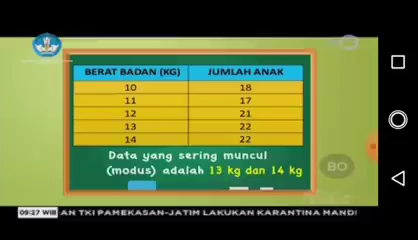 BERAT BADAN (KG) JUMLAH ANAK
10 18
11 17
12 21
13 22
14 22
Data yang sering muncul
(modus) adalah 13 kg dan 14 kg
BO
09:27 WIB AN TKI PAMEKASAN-JATIM LAKUKAN KARANTINA MANDI